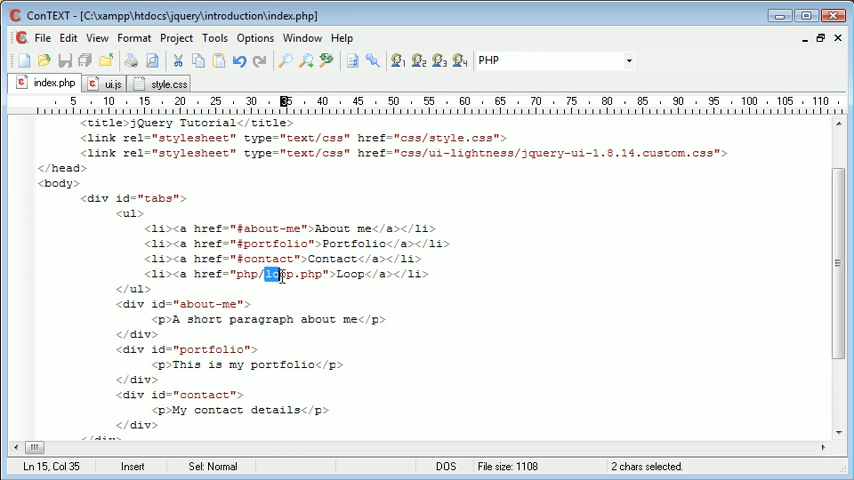 ConTEXT - [C:\xampp\htdocs\jquery\introduction\index.php]
File Edit View Format Project Tools Options Window Help
1 2 3 4 PHP
index.php ui.js style.css
5 10 15 20 25 30 35 40 45 50 55 60 65 70 75 80 85 90 95 100 105 110
<title>jQuery Tutorial</title>
<link rel="stylesheet" type="text/css" href="css/style.css">
<link rel="stylesheet" type="text/css" href="css/ui-lightness/jquery-ui-1.8.14.custom.css">
</head>
<body>
<div id="tabs">
<ul>
<li><a href="#about-me">About me</a></li>
<li><a href="#portfolio">Portfolio</a></li>
<li><a href="#contact">Contact</a></li>
<li><a href="php/loop.php">Loop</a></li>
</ul>
<div id="about-me">
<p>A short paragraph about me</p>
</div>
<div id="portfolio">
<p>This is my portfolio</p>
</div>
<div id="contact">
<p>My contact details</p>
</div>
</div>
Ln 15, Col 35 Insert Sel: Normal DOS File size: 1108 2 chars selected.